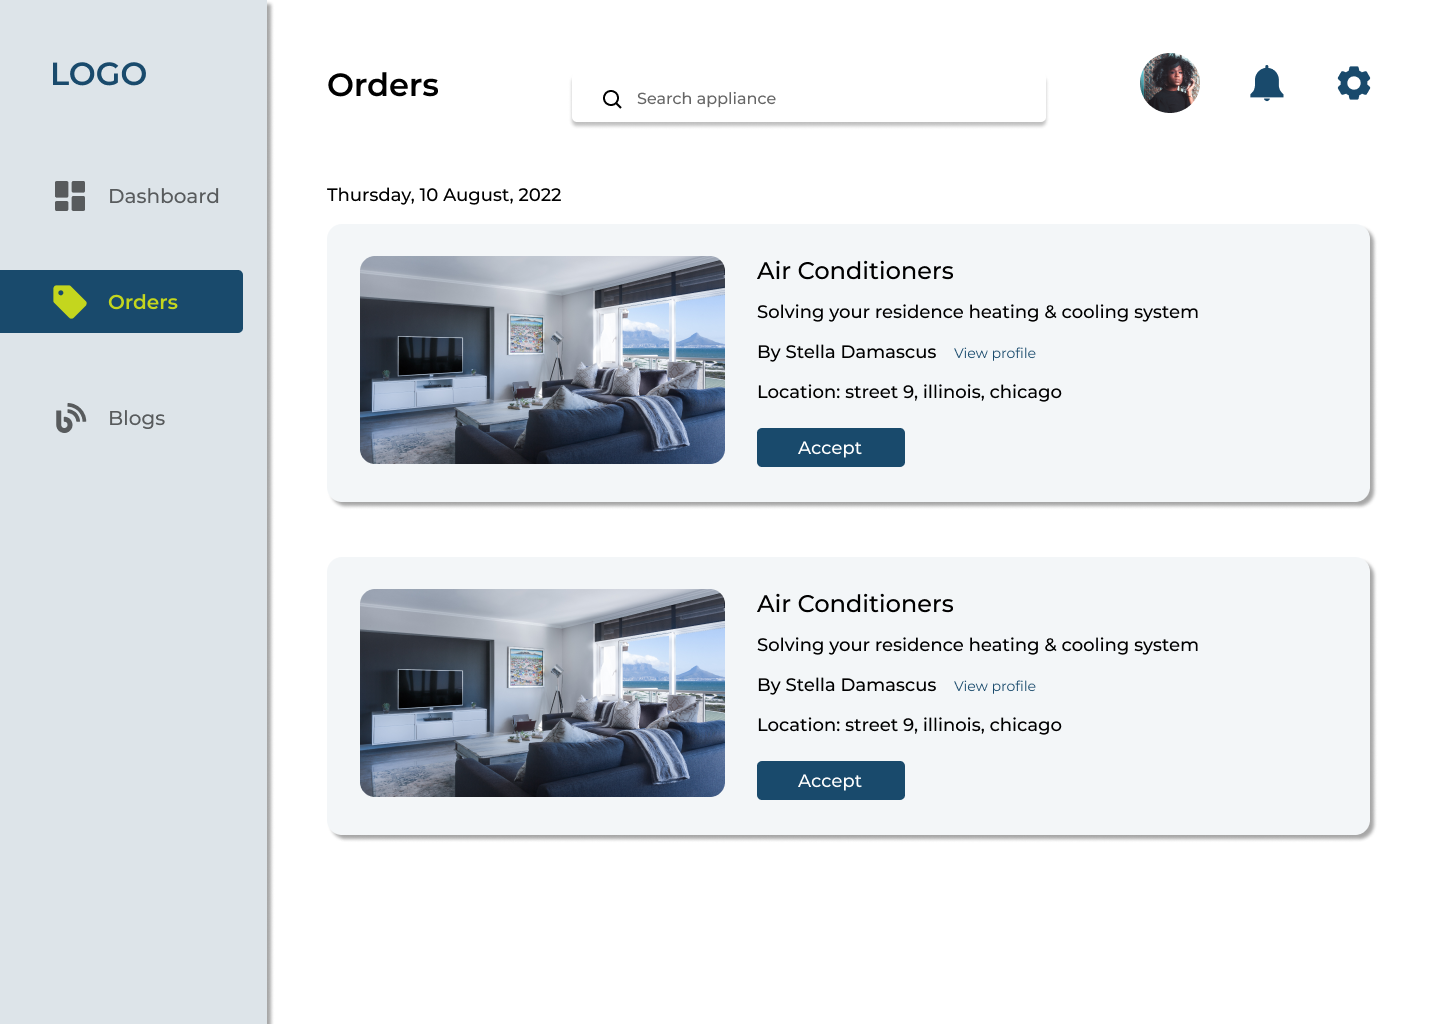 LOGO
Orders
Search appliance
Dashboard
Orders
Blogs
Thursday, 10 August, 2022
Air Conditioners
Solving your residence heating & cooling system
By Stella Damascus View profile
Location: street 9, illinois, chicago
Accept
Air Conditioners
Solving your residence heating & cooling system
By Stella Damascus View profile
Location: street 9, illinois, chicago
Accept